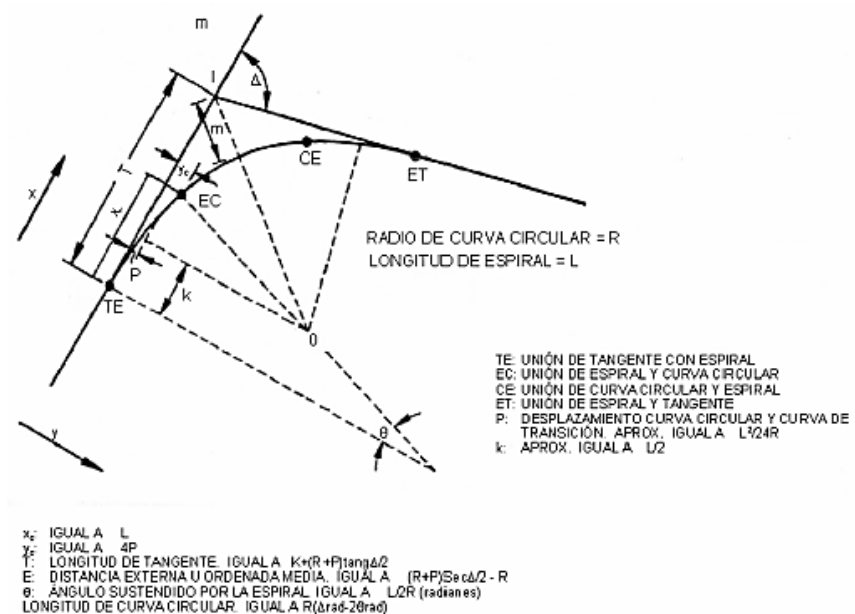 m
I
Δ
m
T
CE
ET
yc
EC
x
xc
RADIO DE CURVA CIRCULAR = R
LONGITUD DE ESPIRAL = L
P
k
TE
0
TE: UNIÓN DE TANGENTE CON ESPIRAL
EC: UNIÓN DE ESPIRAL Y CURVA CIRCULAR
CE: UNIÓN DE CURVA CIRCULAR Y ESPIRAL
ET: UNIÓN DE ESPIRAL Y TANGENTE
P: DESPLAZAMIENTO CURVA CIRCULAR Y CURVA DE
TRANSICIÓN. APROX. IGUAL A L²/24R
k: APROX. IGUAL A L/2
y
θ
xc: IGUAL A L
yc: IGUAL A 4P
T: LONGITUD DE TANGENTE. IGUAL A K+(R+P)tangΔ/2
E: DISTANCIA EXTERNA U ORDENADA MEDIA. IGUAL A (R+P)SecΔ/2 - R
θ: ÁNGULO SUSTENDIDO POR LA ESPIRAL IGUAL A L/2R (radianes)
LONGITUD DE CURVA CIRCULAR. IGUAL A R(Δrad-2θrad)